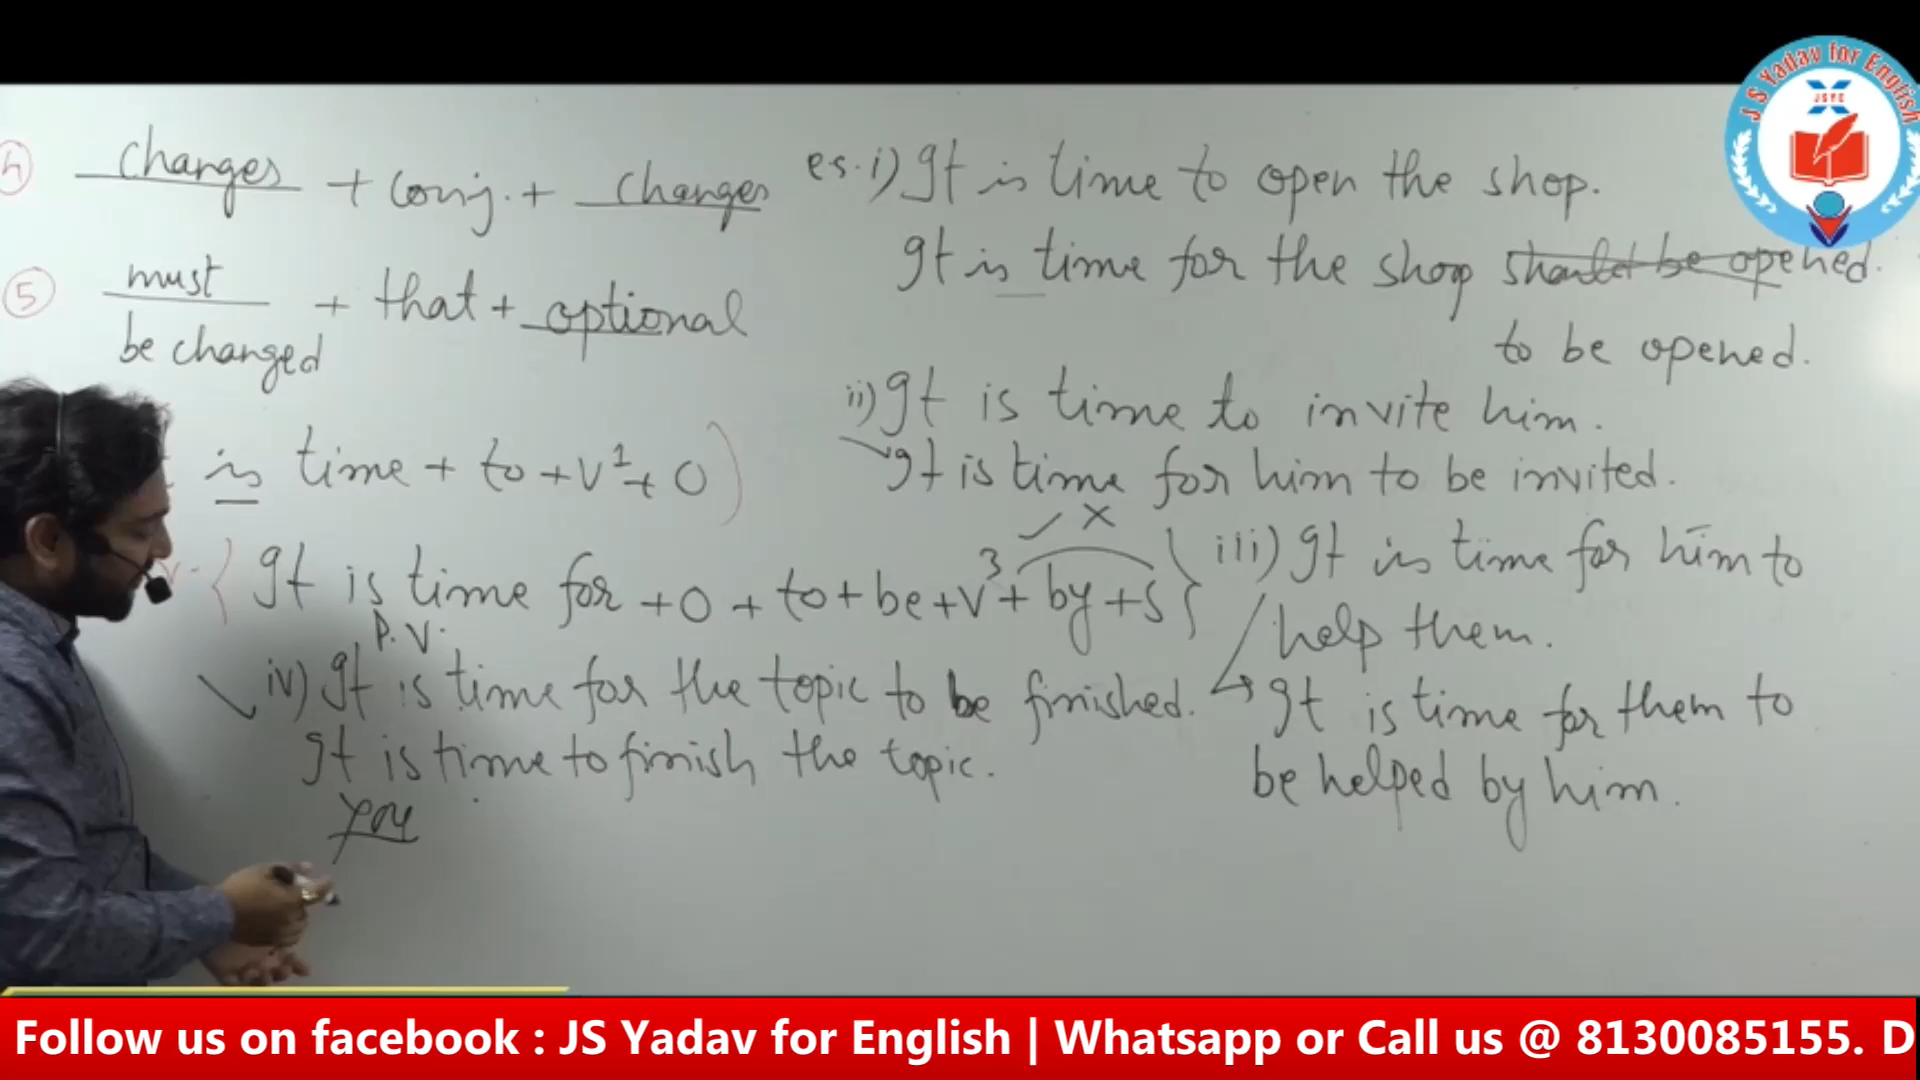 4) changes + conj. + changes
5) must be changed + that + optional
is time + to + V¹ + O)
{ It is time for + O + to + be + V³ + by + S }
P.V.
iv) It is time for the topic to be finished.
It is time to finish the topic.
you
eg. i) It is time to open the shop.
It is time for the shop should be opened.
to be opened.
ii) It is time to invite him.
It is time for him to be invited.
✓ X
iii) It is time for him to
help them.
It is time for them to
be helped by him.
J S Yadav for English
JSYE
Follow us on facebook : JS Yadav for English | Whatsapp or Call us @ 8130085155. D